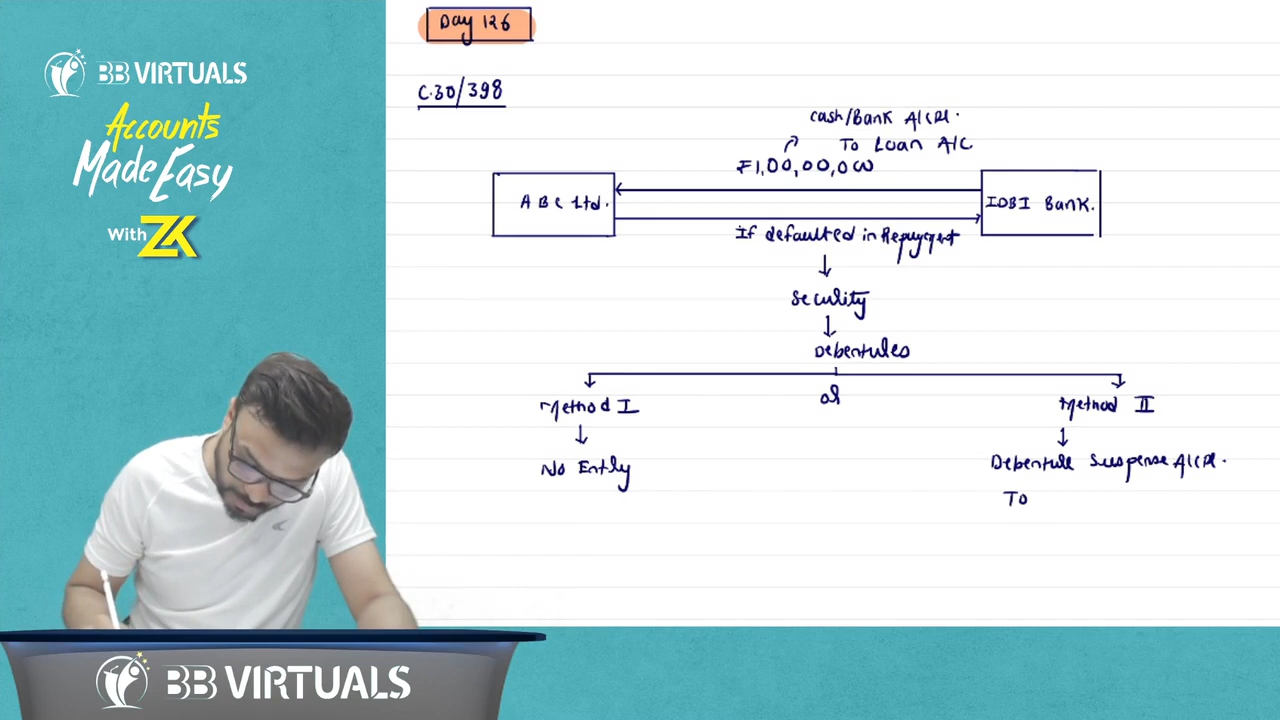 BB VIRTUALS
Accounts
Made Easy
With ZK
Day 126
C.30/398
Cash/Bank A/c Dr.
To Loan A/c
₹1,00,00,000
ABC Ltd.
IDBI Bank.
If defaulted in Repayment
Security
Debentures
Method I
or
Method II
No Entry
Debenture Suspense A/c Dr.
To
BB VIRTUALS